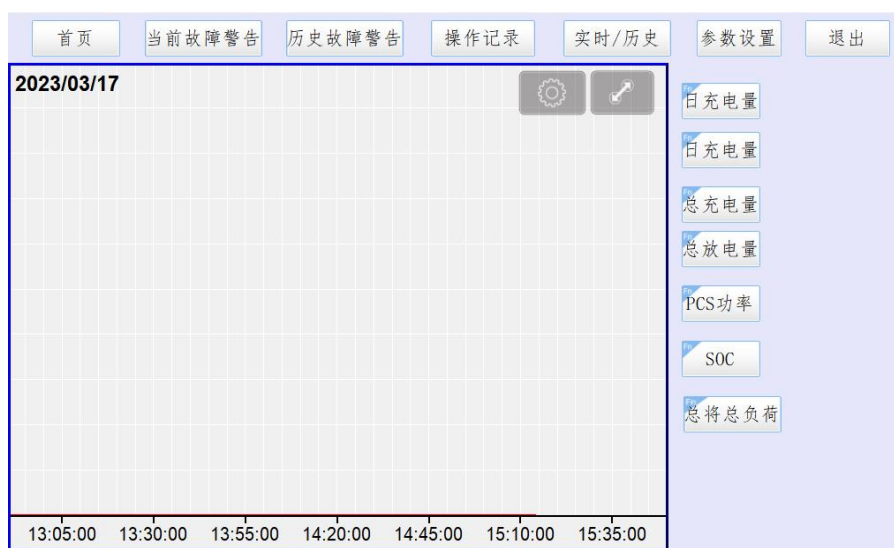 首页 当前故障警告 历史故障警告 操作记录 实时/历史 参数设置 退出
2023/03/17
日充电量
日充电量
总充电量
总放电量
PCS功率
SOC
总将总负荷
13:05:00 13:30:00 13:55:00 14:20:00 14:45:00 15:10:00 15:35:00